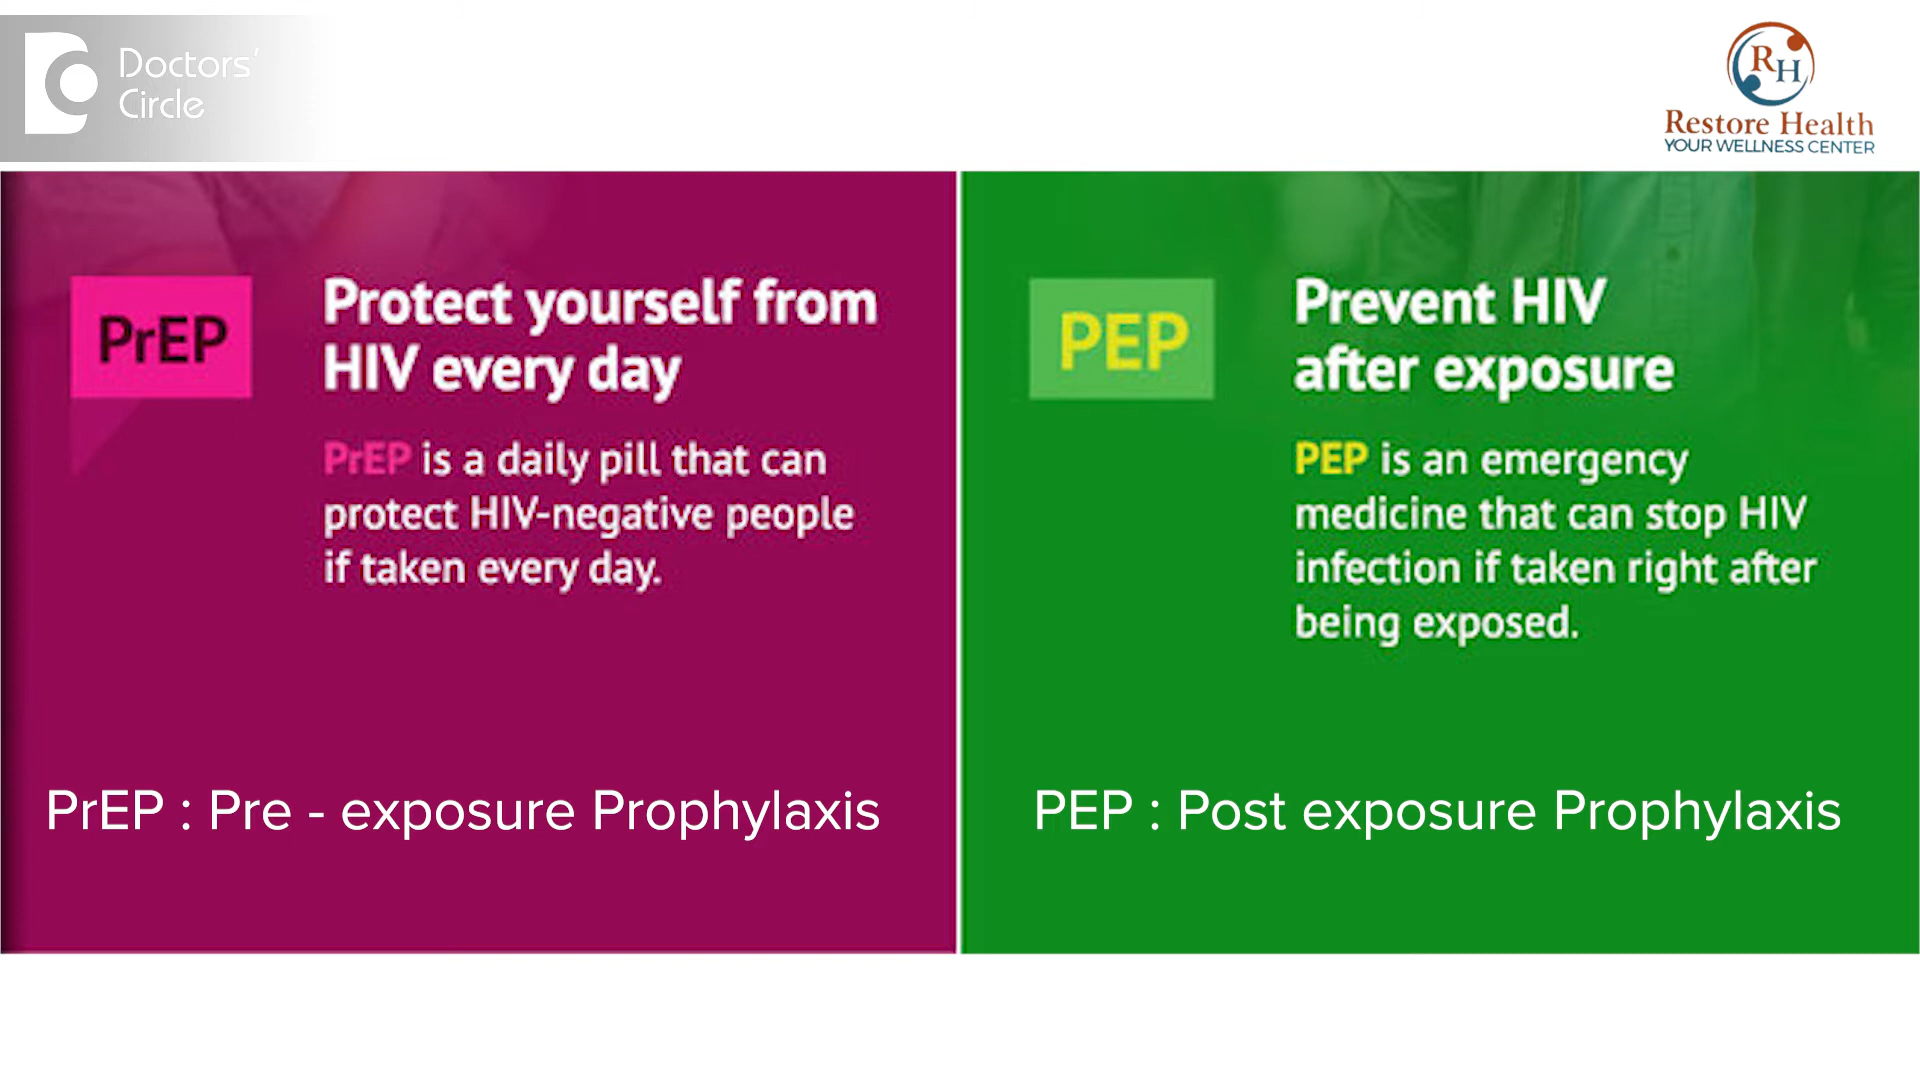 Doctors'
Circle
RH
Restore Health
YOUR WELLNESS CENTER
PrEP
Protect yourself from
HIV every day
PrEP is a daily pill that can
protect HIV-negative people
if taken every day.
PrEP : Pre - exposure Prophylaxis
PEP
Prevent HIV
after exposure
PEP is an emergency
medicine that can stop HIV
infection if taken right after
being exposed.
PEP : Post exposure Prophylaxis